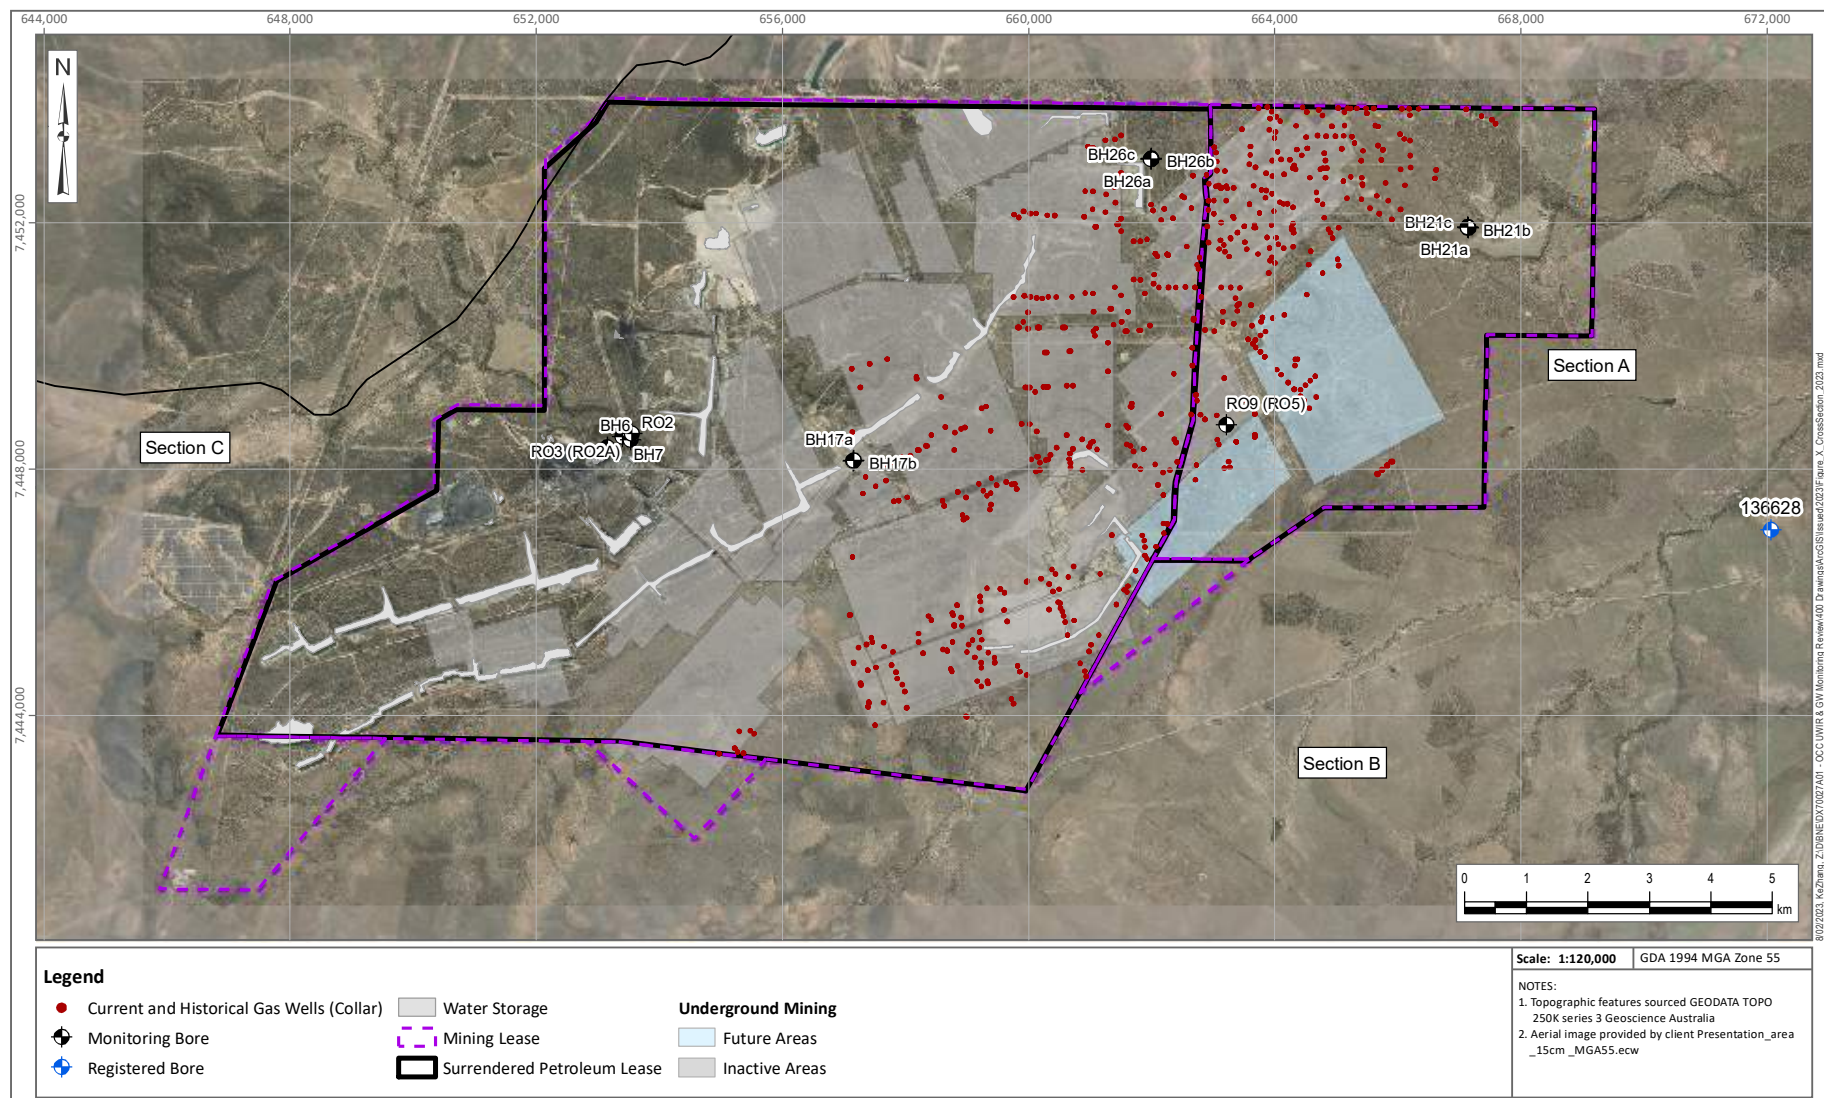 644,000
648,000
652,000
656,000
660,000
664,000
668,000
672,000
N
BH26c
BH26b
BH26a
7,452,000
BH21c
BH21b
BH21a
Section A
RO9 (RO5)
BH6
RO2
RO3 (RO2A)
BH7
Section C
BH17a
BH17b
7,448,000
136628
7,444,000
Section B
0 1 2 3 4 5
km
Legend
Current and Historical Gas Wells (Collar)
Monitoring Bore
Registered Bore
Water Storage
Mining Lease
Surrendered Petroleum Lease
Underground Mining
Future Areas
Inactive Areas
Scale: 1:120,000
GDA 1994 MGA Zone 55
NOTES:
1. Topographic features sourced GEODATA TOPO
250K series 3 Geoscience Australia
2. Aerial image provided by client Presentation_area
_15cm _MGA55.ecw